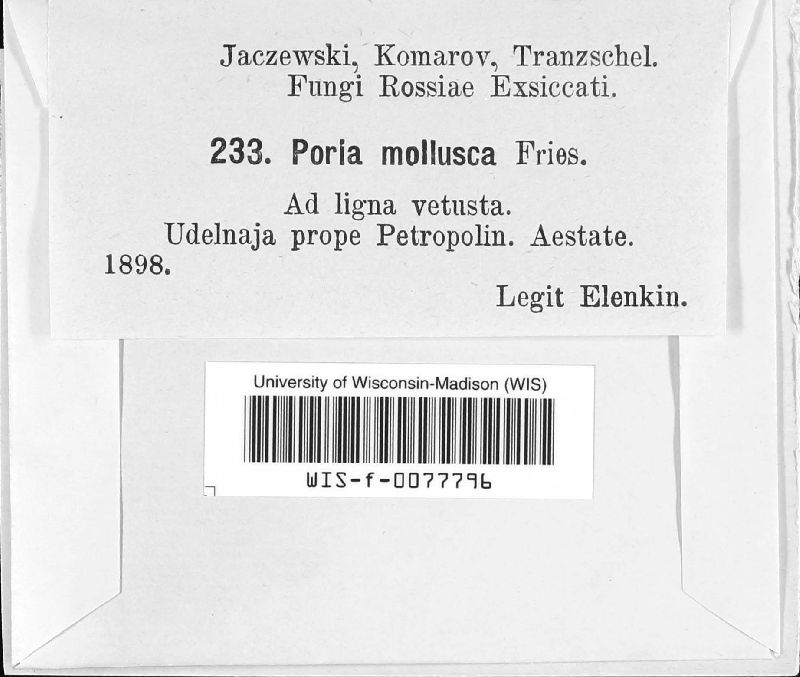 Jaczewski, Komarov, Tranzschel.
Fungi Rossiae Exsiccati.
233. Poria mollusca Fries.
Ad ligna vetusta.
Udelnaja prope Petropolin. Aestate.
1898.
Legit Elenkin.
University of Wisconsin-Madison (WIS)
WIS-f-0077796